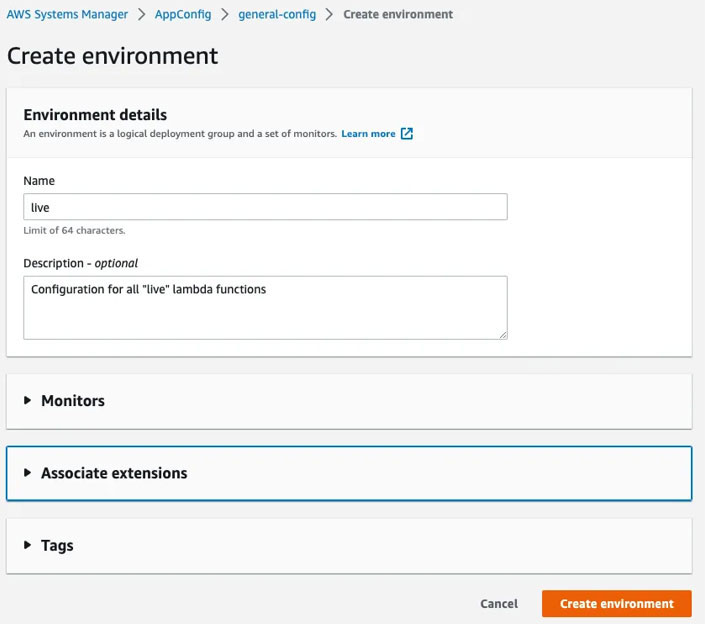 AWS Systems Manager > AppConfig > general-config > Create environment
Create environment
Environment details
An environment is a logical deployment group and a set of monitors. Learn more
Name
live
Limit of 64 characters.
Description - optional
Configuration for all "live" lambda functions
Monitors
Associate extensions
Tags
Cancel Create environment